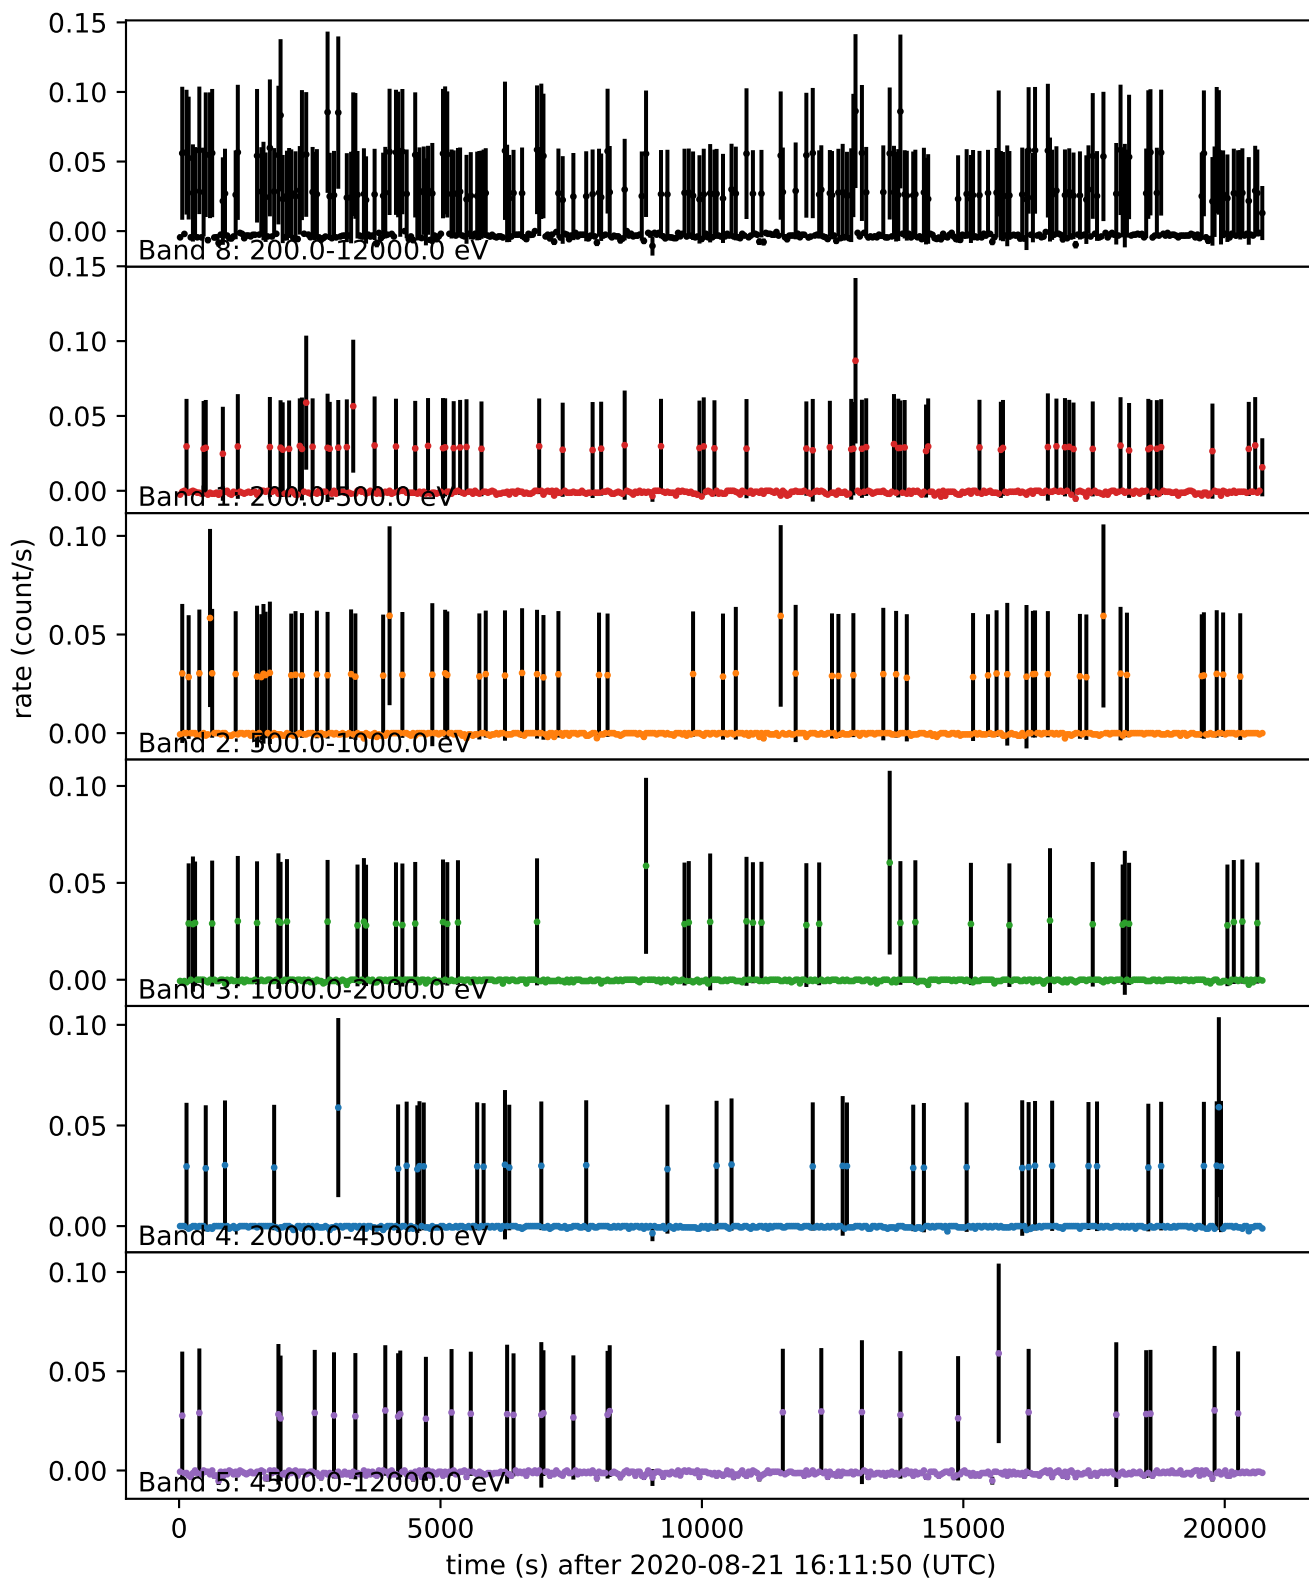 0.15
0.10
0.05
0.00
Band 8: 200.0-12000.0 eV
0.15
0.10
0.05
0.00
Band 1: 200.0-500.0 eV
0.10
0.05
0.00
Band 2: 500.0-1000.0 eV
rate (count/s)
0.10
0.05
0.00
Band 3: 1000.0-2000.0 eV
0.10
0.05
0.00
Band 4: 2000.0-4500.0 eV
0.10
0.05
0.00
Band 5: 4500.0-12000.0 eV
0 5000 10000 15000 20000
time (s) after 2020-08-21 16:11:50 (UTC)